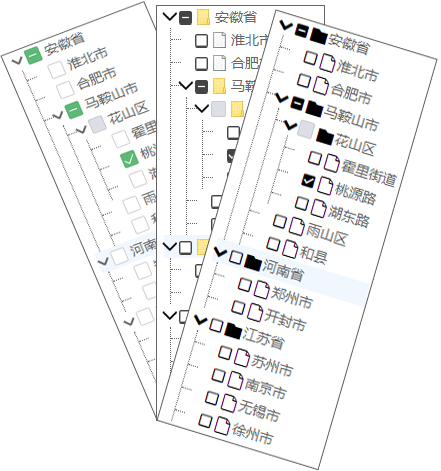 安徽省
淮北市
合肥市
马鞍山市
花山区
霍里
桃
湖
雨山
和
河南
安徽省
淮北市
合肥
马鞍
安徽省
淮北市
合肥市
马鞍山市
花山区
霍里街道
桃源路
湖东路
雨山区
和县
河南省
郑州市
开封市
江苏省
苏州市
南京市
无锡市
徐州市